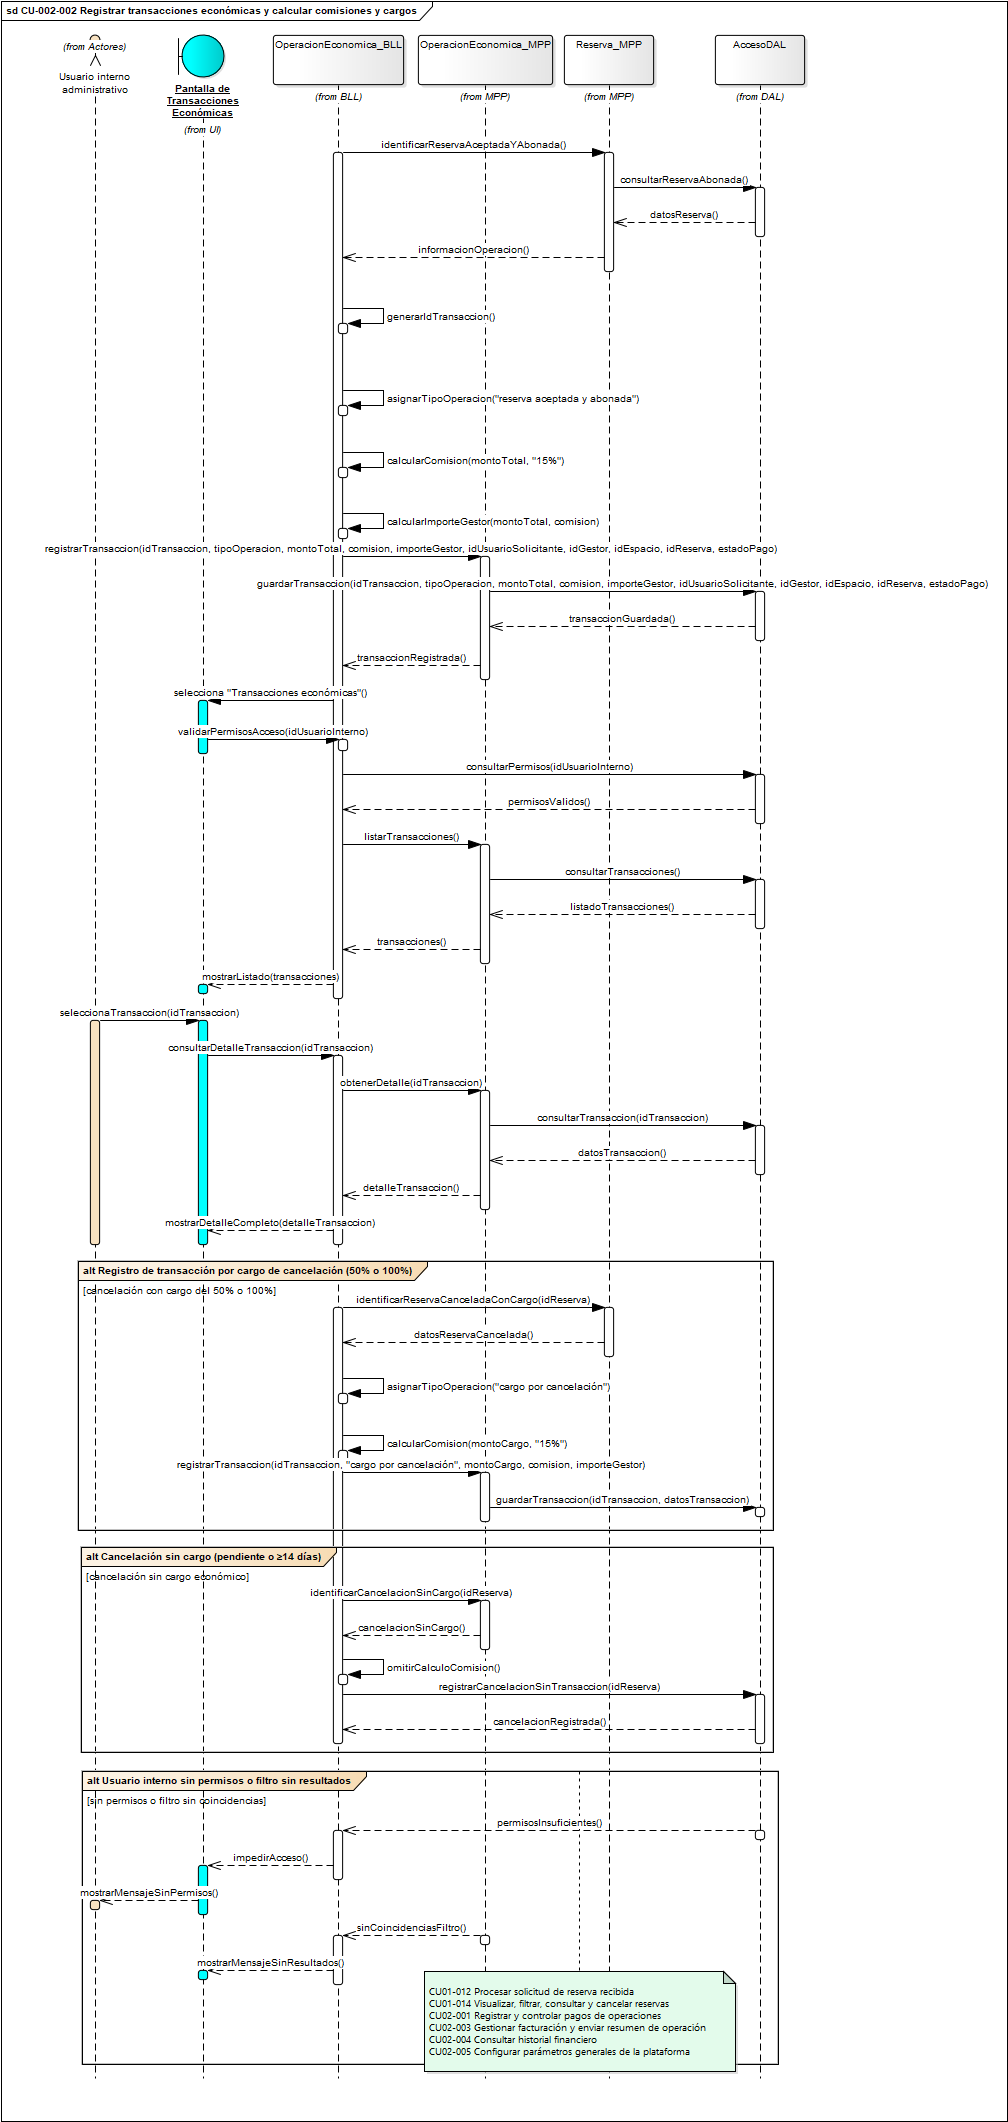 sd CU-002-002 Registrar transacciones económicas y calcular comisiones y cargos
(from Actores)
Usuario interno
administrativo
Pantalla de
Transacciones
Económicas
(from UI)
OperacionEconomica_BLL
(from BLL)
OperacionEconomica_MPP
(from MPP)
Reserva_MPP
(from MPP)
AccesoDAL
(from DAL)
identificarReservaAceptadaYAbonada()
consultarReservaAbonada()
datosReserva()
informacionOperacion()
generarIdTransaccion()
asignarTipoOperacion("reserva aceptada y abonada")
calcularComision(montoTotal, "15%")
calcularImporteGestor(montoTotal, comision)
registrarTransaccion(idTransaccion, tipoOperacion, montoTotal, comision, importeGestor, idUsuarioSolicitante, idGestor, idEspacio, idReserva, estadoPago)
guardarTransaccion(idTransaccion, tipoOperacion, montoTotal, comision, importeGestor, idUsuarioSolicitante, idGestor, idEspacio, idReserva, estadoPago)
transaccionGuardada()
transaccionRegistrada()
selecciona "Transacciones económicas"()
validarPermisosAcceso(idUsuarioInterno)
consultarPermisos(idUsuarioInterno)
permisosValidos()
listarTransacciones()
consultarTransacciones()
listadoTransacciones()
transacciones()
mostrarListado(transacciones)
seleccionaTransaccion(idTransaccion)
consultarDetalleTransaccion(idTransaccion)
obtenerDetalle(idTransaccion)
consultarTransaccion(idTransaccion)
datosTransaccion()
detalleTransaccion()
mostrarDetalleCompleto(detalleTransaccion)
alt Registro de transacción por cargo de cancelación (50% o 100%)
[cancelación con cargo del 50% o 100%]
identificarReservaCanceladaConCargo(idReserva)
datosReservaCancelada()
asignarTipoOperacion("cargo por cancelación")
calcularComision(montoCargo, "15%")
registrarTransaccion(idTransaccion, "cargo por cancelación", montoCargo, comision, importeGestor)
guardarTransaccion(idTransaccion, datosTransaccion)
alt Cancelación sin cargo (pendiente o ≥14 días)
[cancelación sin cargo económico]
identificarCancelacionSinCargo(idReserva)
cancelacionSinCargo()
omitirCalculoComision()
registrarCancelacionSinTransaccion(idReserva)
cancelacionRegistrada()
alt Usuario interno sin permisos o filtro sin resultados
[sin permisos o filtro sin coincidencias]
permisosInsuficientes()
impedirAcceso()
mostrarMensajeSinPermisos()
sinCoincidenciasFiltro()
mostrarMensajeSinResultados()
CU01-012 Procesar solicitud de reserva recibida
CU01-014 Visualizar, filtrar, consultar y cancelar reservas
CU02-001 Registrar y controlar pagos de operaciones
CU02-003 Gestionar facturación y enviar resumen de operación
CU02-004 Consultar historial financiero
CU02-005 Configurar parámetros generales de la plataforma